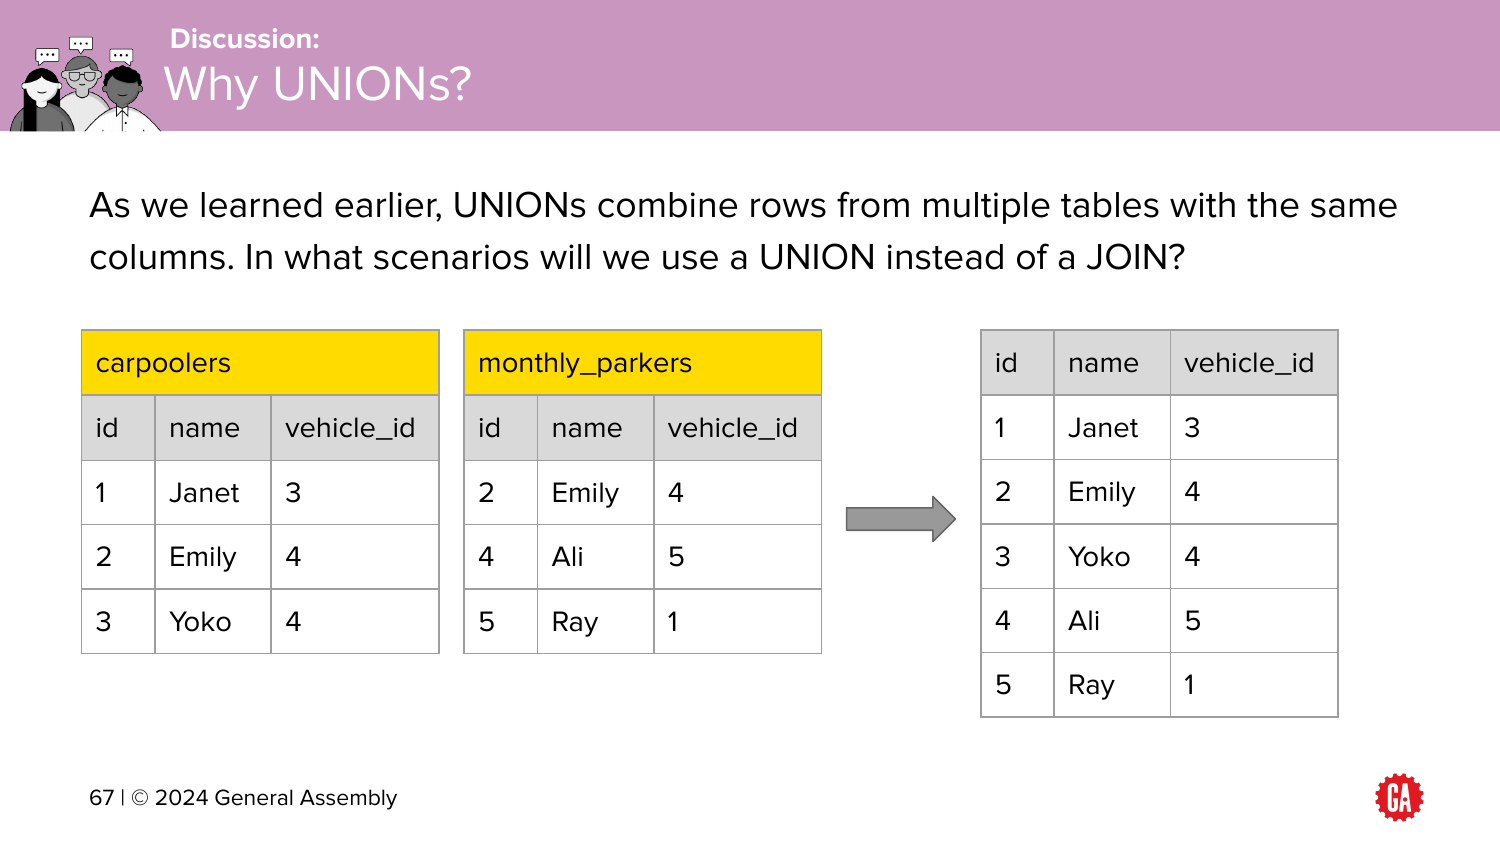 Discussion:
Why UNIONs?
As we learned earlier, UNIONs combine rows from multiple tables with the same
columns. In what scenarios will we use a UNION instead of a JOIN?
carpoolers
id name vehicle_id
1 Janet 3
2 Emily 4
3 Yoko 4
monthly_parkers
id name vehicle_id
2 Emily 4
4 Ali 5
5 Ray 1
id name vehicle_id
1 Janet 3
2 Emily 4
3 Yoko 4
4 Ali 5
5 Ray 1
67 | © 2024 General Assembly
GA